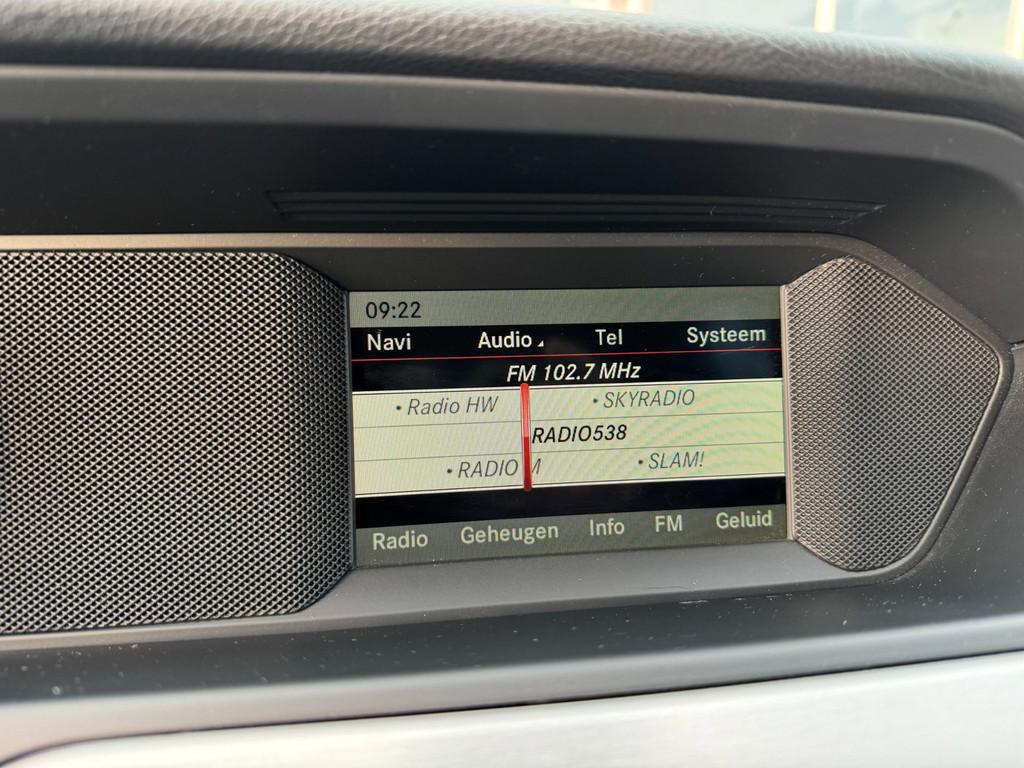 09:22
Navi Audio Tel Systeem
FM 102.7 MHz
• Radio HW • SKYRADIO
RADIO538
• RADIO M • SLAM!
Radio Geheugen Info FM Geluid